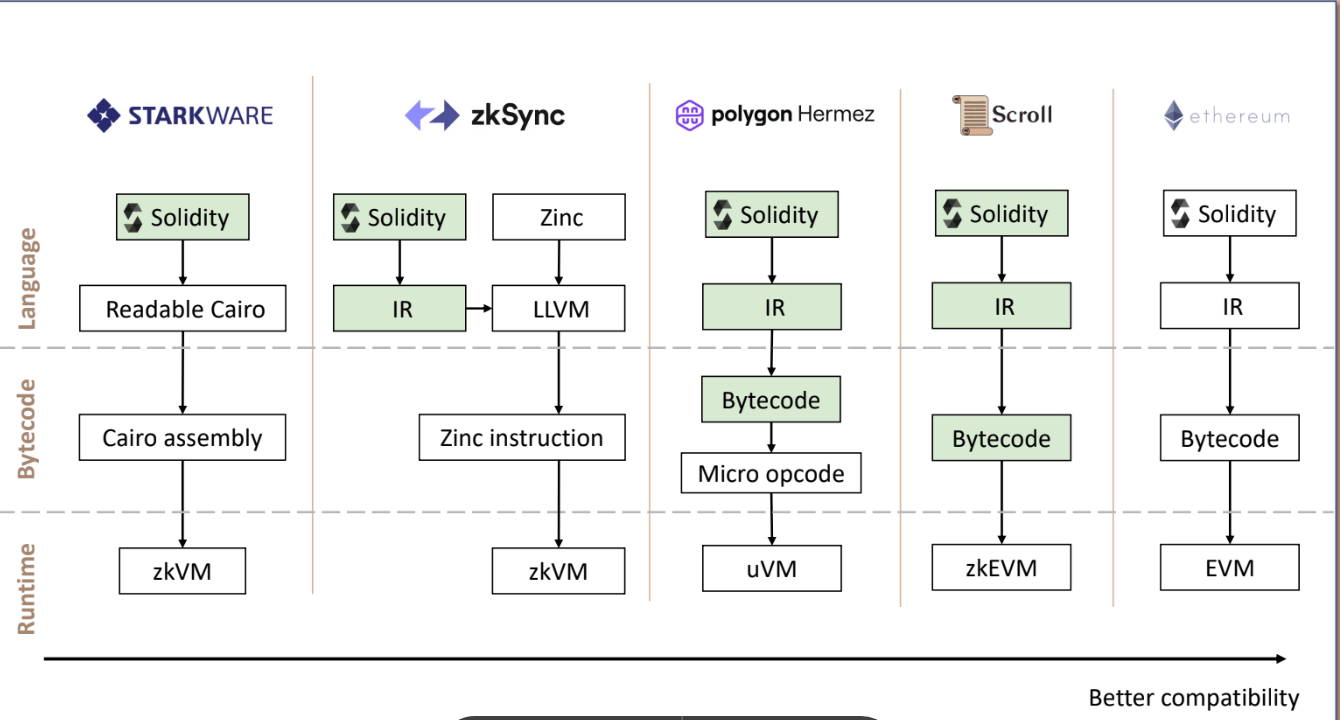 STARKWARE
zkSync
polygon Hermez
Scroll
ethereum
Language
Solidity
Solidity
Zinc
Solidity
Solidity
Solidity
Readable Cairo
IR
LLVM
IR
IR
IR
Bytecode
Bytecode
Cairo assembly
Zinc instruction
Bytecode
Bytecode
Micro opcode
Runtime
zkVM
zkVM
uVM
zkEVM
EVM
Better compatibility